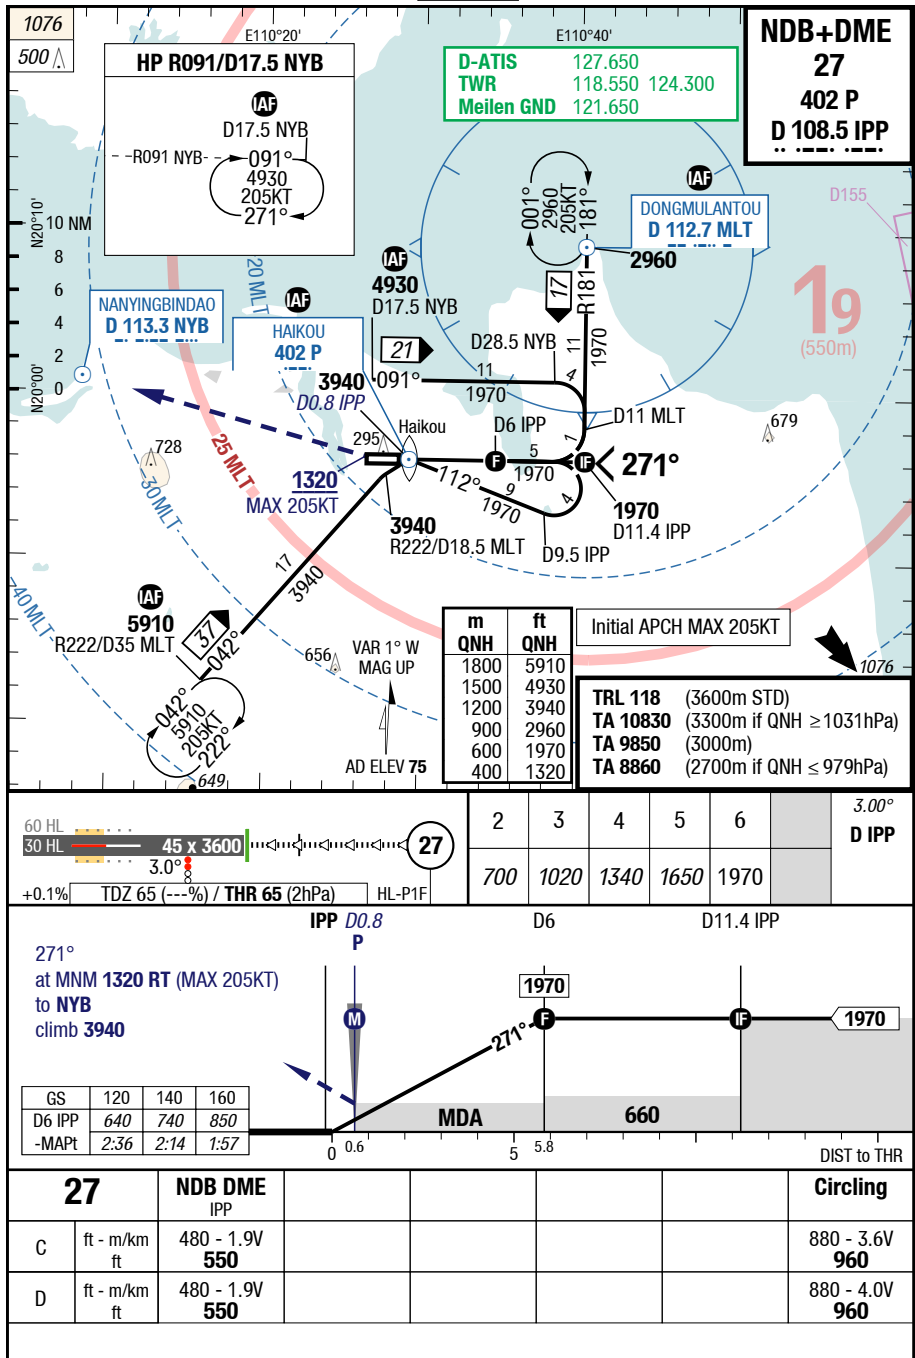 1076
500
E110°20'
E110°40'
HP R091/D17.5 NYB
IAF
D17.5 NYB
R091 NYB
091°
4930
205KT
271°
D-ATIS 127.650
TWR 118.550 124.300
Meilen GND 121.650
NDB+DME
27
402 P
D 108.5 IPP
N20°10'
10 NM
8
6
4
2
0
N20°00'
001°
2960
205KT
181°
IAF
DONGMULANTOU
D 112.7 MLT
2960
D155
19
(550m)
20 MLT
IAF
4930
D17.5 NYB
17
R181
NANYINGBINDAO
D 113.3 NYB
IAF
HAIKOU
402 P
21
D28.5 NYB
11
1970
3940
D0.8 IPP
091°
11
1970
4
D11 MLT
679
Haikou
D6 IPP
1
295
728
25 MLT
F
5
1970
IF
271°
1320
MAX 205KT
112°
9
1970
4
1970
D11.4 IPP
30 MLT
3940
R222/D18.5 MLT
D9.5 IPP
17
3940
40 MLT
IAF
5910
R222/D35 MLT
37
042°
656
VAR 1° W
MAG UP
042°
5910
205KT
222°
649
AD ELEV 75
m ft
QNH QNH
1800 5910
1500 4930
1200 3940
900 2960
600 1970
400 1320
Initial APCH MAX 205KT
1076
TRL 118 (3600m STD)
TA 10830 (3300m if QNH ≥1031hPa)
TA 9850 (3000m)
TA 8860 (2700m if QNH ≤ 979hPa)
60 HL
30 HL
45 x 3600
27
3.0°
+0.1%
TDZ 65 (---%) / THR 65 (2hPa)
HL-P1F
2 3 4 5 6
3.00°
D IPP
700 1020 1340 1650 1970
IPP D0.8
P
D6
D11.4 IPP
271°
at MNM 1320 RT (MAX 205KT)
to NYB
climb 3940
M
1970
F
IF
1970
271°
MDA
660
GS 120 140 160
D6 IPP 640 740 850
-MAPt 2:36 2:14 1:57
0 0.6 5 5.8
DIST to THR
27
NDB DME
IPP
Circling
C
ft - m/km
ft
480 - 1.9V
550
880 - 3.6V
960
D
ft - m/km
ft
480 - 1.9V
550
880 - 4.0V
960